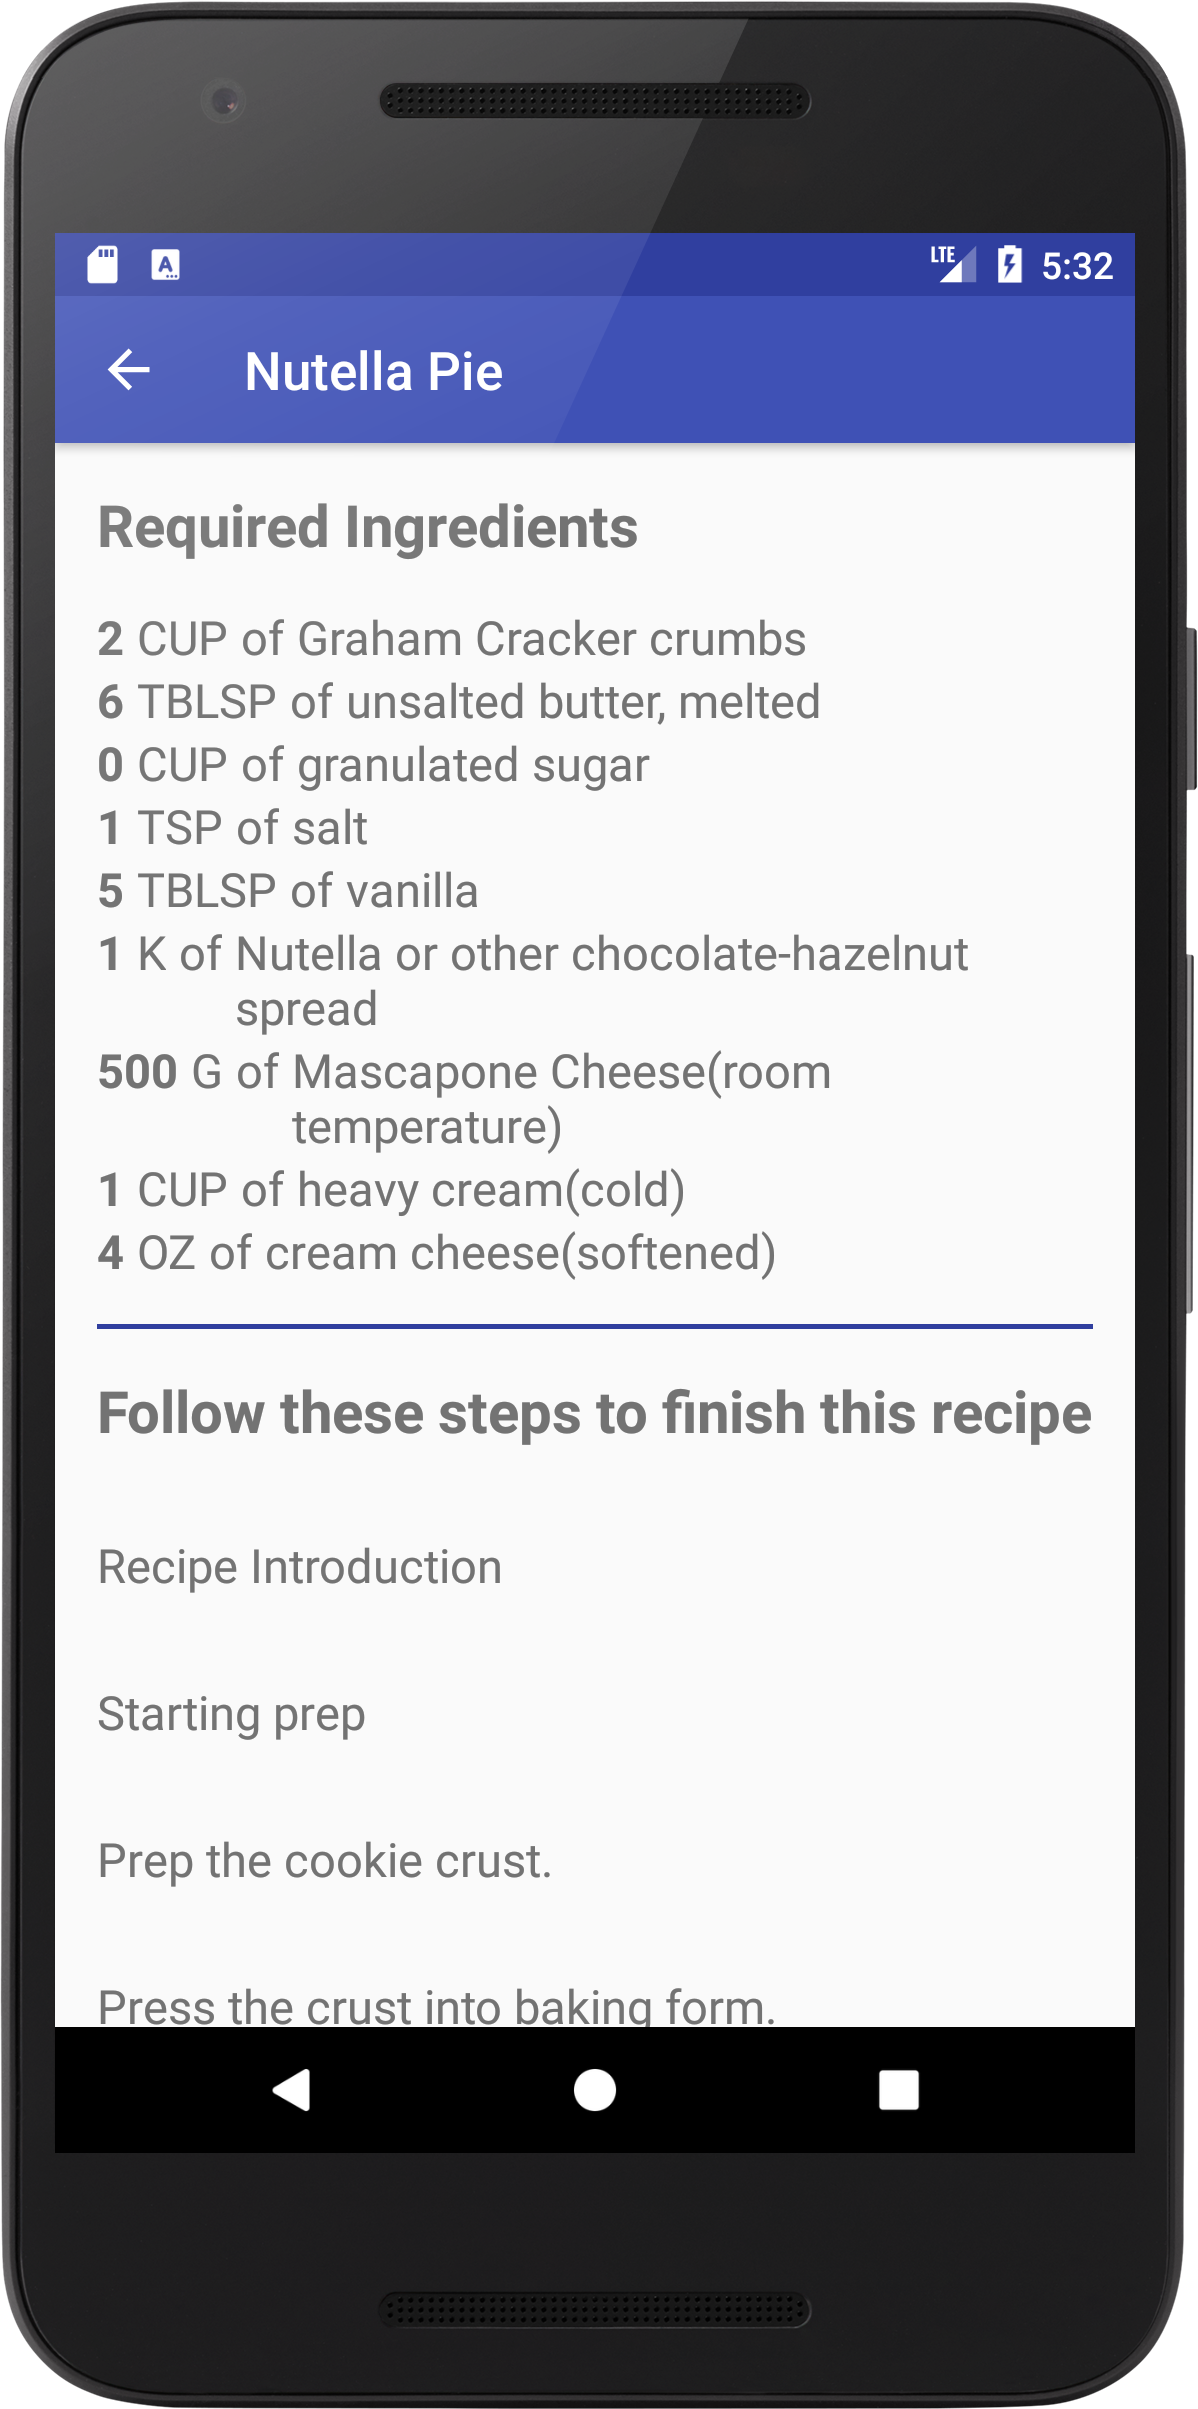 LTE 5:32
Nutella Pie
Required Ingredients
2 CUP of Graham Cracker crumbs
6 TBLSP of unsalted butter, melted
0 CUP of granulated sugar
1 TSP of salt
5 TBLSP of vanilla
1 K of Nutella or other chocolate-hazelnut
spread
500 G of Mascapone Cheese(room
temperature)
1 CUP of heavy cream(cold)
4 OZ of cream cheese(softened)
Follow these steps to finish this recipe
Recipe Introduction
Starting prep
Prep the cookie crust.
Press the crust into baking form.